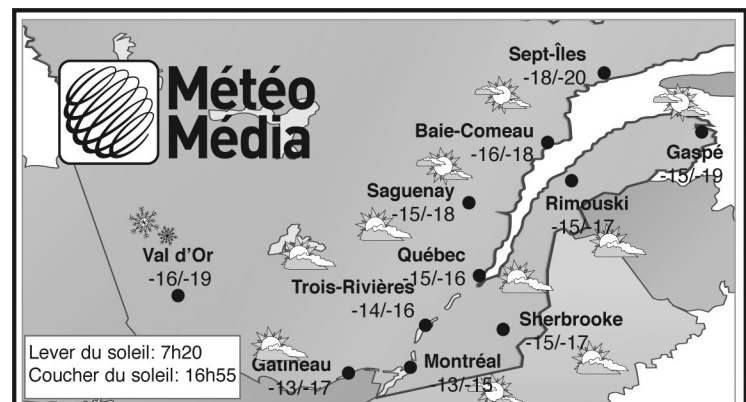 Météo
Média
Sept-Îles
-18/-20
Baie-Comeau
-16/-18
Gaspé
-15/-19
Saguenay
-15/-18
Rimouski
-15/-17
Val d'Or
-16/-19
Québec
-15/-16
Trois-Rivières
-14/-16
Sherbrooke
-15/-17
Lever du soleil: 7h20
Coucher du soleil: 16h55
Gatineau
-13/-17
Montréal
-13/-15